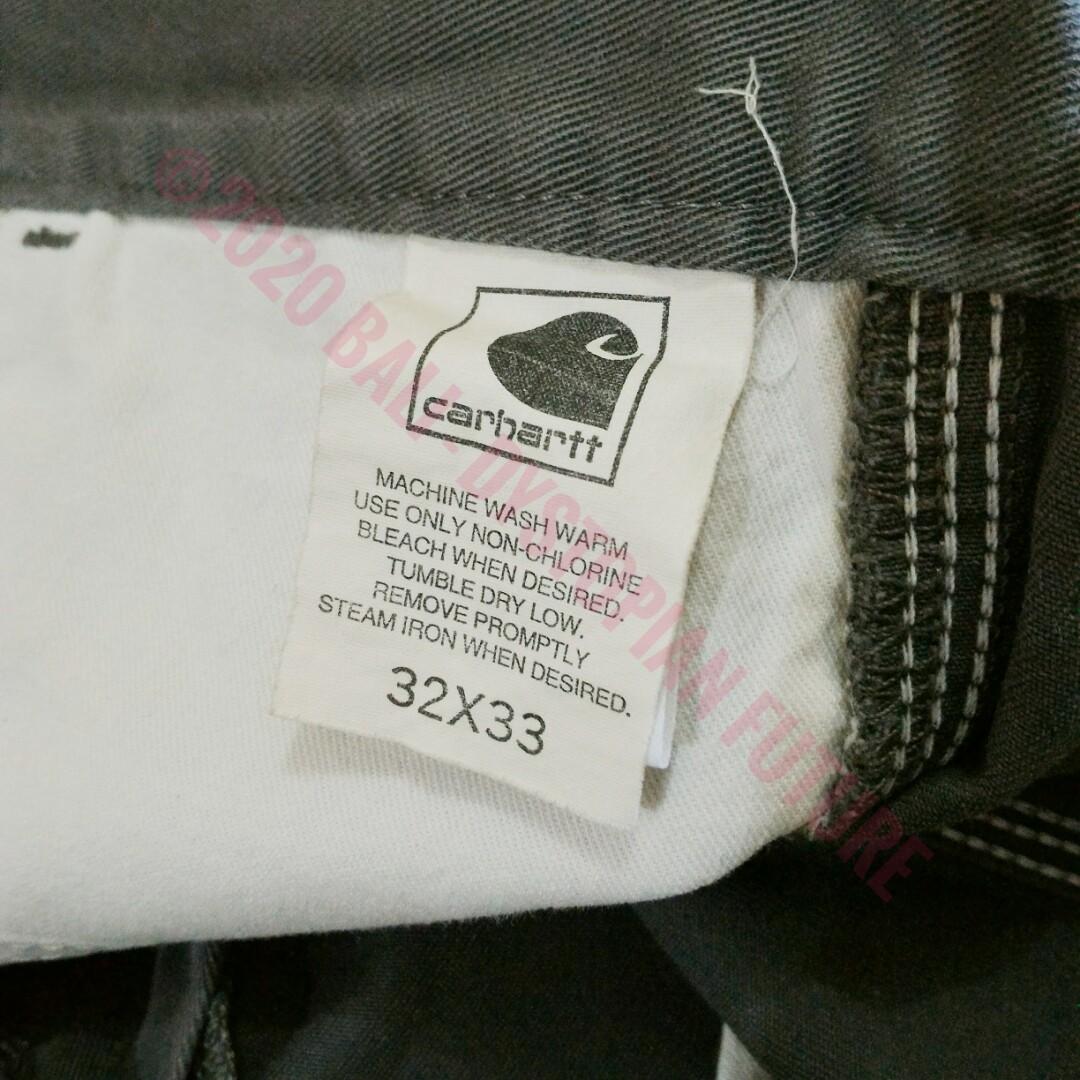 carhartt
MACHINE WASH WARM
USE ONLY NON-CHLORINE
BLEACH WHEN DESIRED.
TUMBLE DRY LOW.
REMOVE PROMPTLY
STEAM IRON WHEN DESIRED.
32X33
©2020 BALL DYSTOPIAN FUTURE